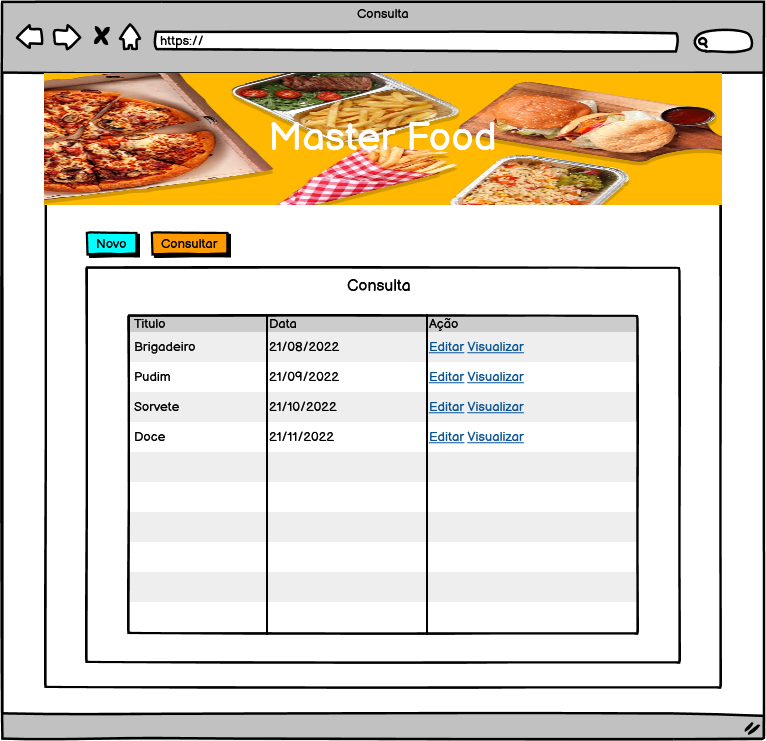 Consulta
https://
Master Food
Novo Consultar
Consulta
Titulo Data Ação
Brigadeiro 21/08/2022 Editar Visualizar
Pudim 21/09/2022 Editar Visualizar
Sorvete 21/10/2022 Editar Visualizar
Doce 21/11/2022 Editar Visualizar